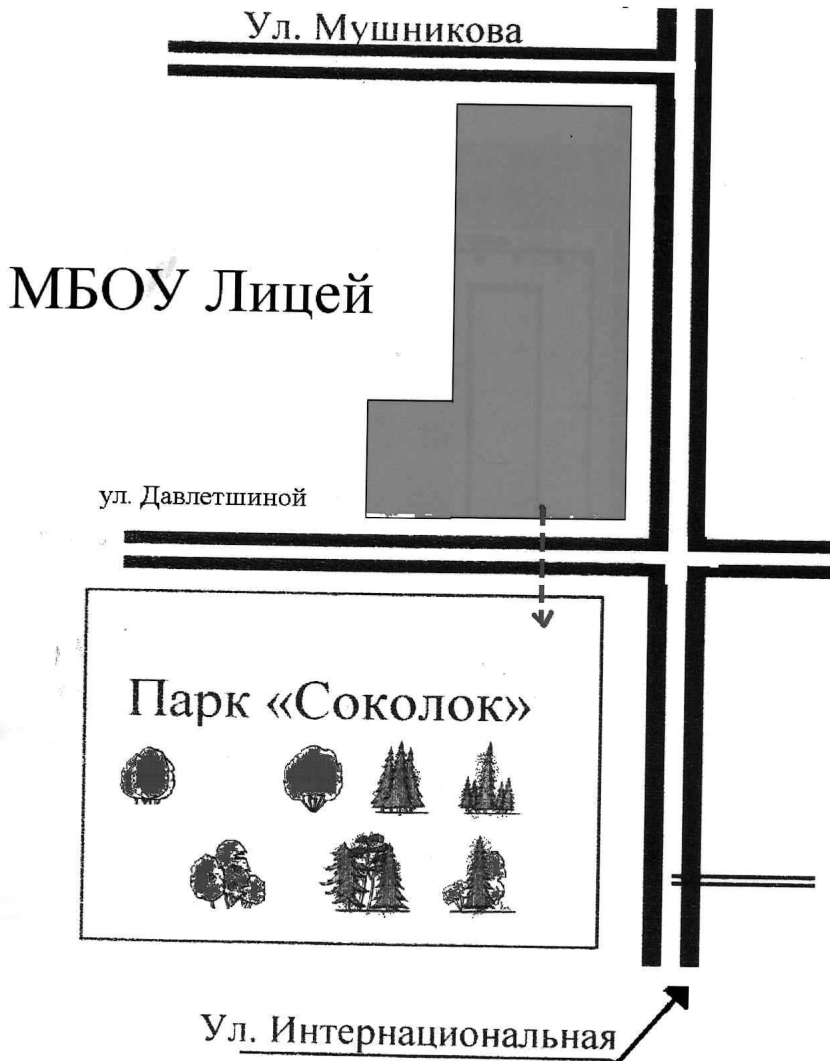 Ул. Мушникова
МБОУ Лицей
ул. Давлетшиной
Парк «Соколок»
Ул. Интернациональная